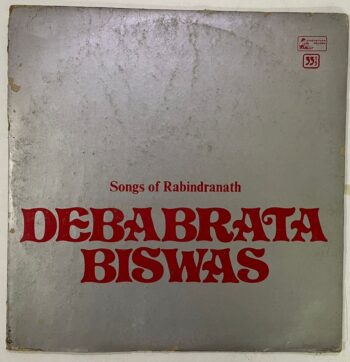 33⅓
Songs of Rabindranath
DEBABRATA
BISWAS